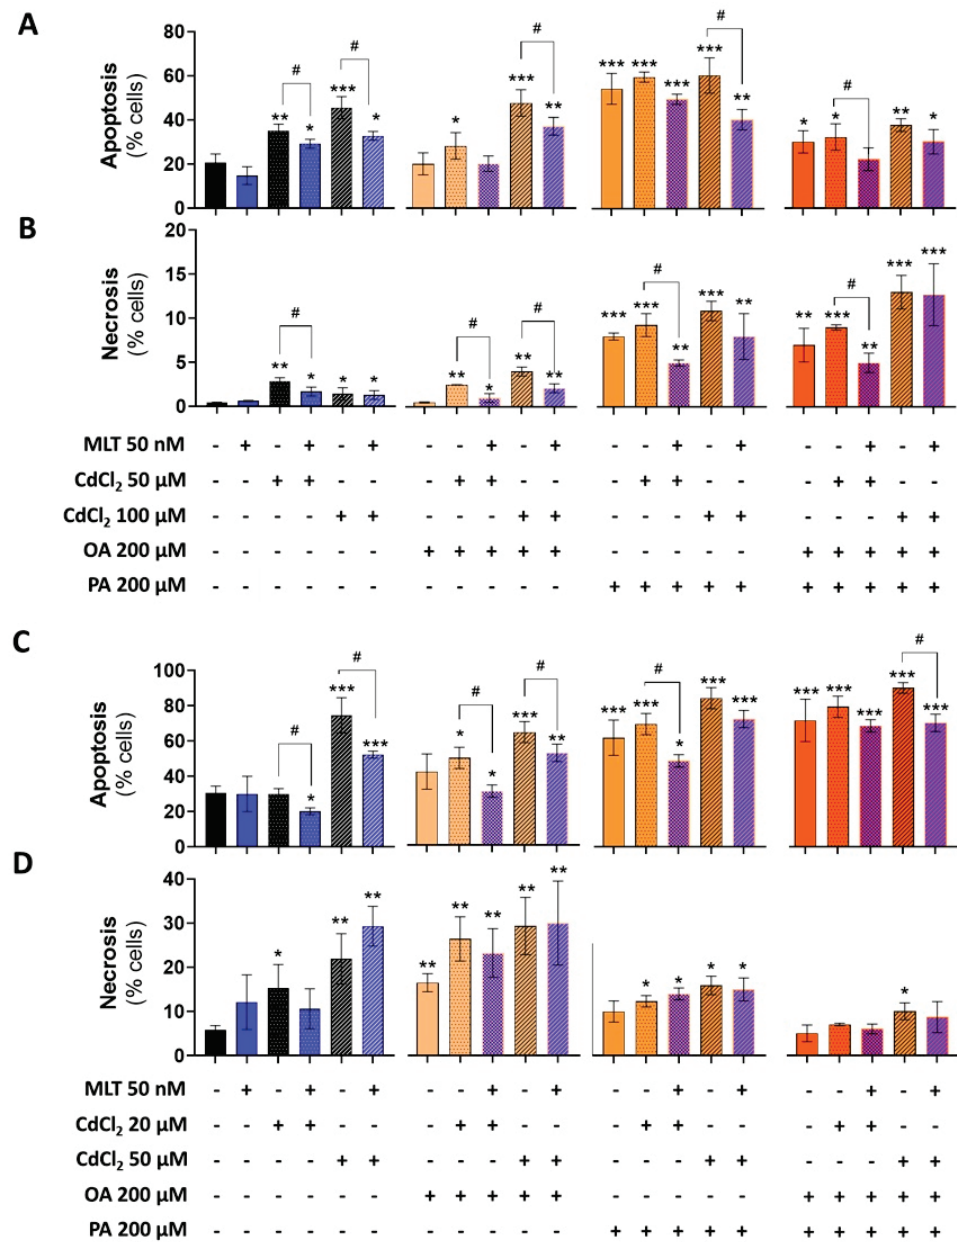 A
Apoptosis
(% cells)
80
60
40
20
0
** * *** *
# #
* *** **
#
*** *** *** *** **
#
* * ** *
#
B
Necrosis
(% cells)
20
15
10
5
0
** * * *
#
** * ** **
# #
*** *** ** *** **
#
** *** ** *** ***
#
MLT 50 nM - + - + - + - - + - + - - + - + - - + - +
CdCl2 50 µM - - + + - - - + + - - - + + - - - + + - -
CdCl2 100 µM - - - - + + - - - + + - - - + + - - - + +
OA 200 µM - - - - - - + + + + + - - - - - + + + + +
PA 200 µM - - - - - - - - - - - + + + + + + + + + +
C
Apoptosis
(% cells)
100
80
60
40
20
0
* *** ***
# #
* * *** **
# #
*** *** * *** ***
#
*** *** *** *** ***
#
D
Necrosis
(% cells)
40
30
20
10
0
* ** **
** ** ** ** **
* * * *
*
MLT 50 nM - + - + - + - - + - + - - + - + - - + - +
CdCl2 20 µM - - + + - - - + + - - - + + - - - + + - -
CdCl2 50 µM - - - - + + - - - + + - - - + + - - - + +
OA 200 µM - - - - - - + + + + + - - - - - + + + + +
PA 200 µM - - - - - - - - - - - + + + + + + + + + +